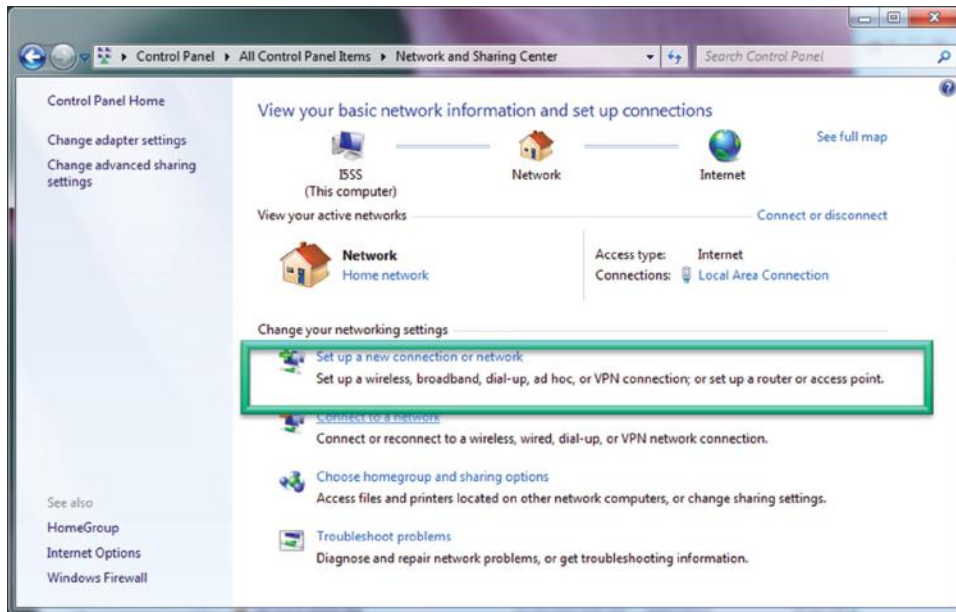 Control Panel ▸ All Control Panel Items ▸ Network and Sharing Center
Search Control Panel
Control Panel Home
Change adapter settings
Change advanced sharing
settings
View your basic network information and set up connections
See full map
I5SS
(This computer)
Network
Internet
View your active networks
Connect or disconnect
Network
Home network
Access type: Internet
Connections: Local Area Connection
Change your networking settings
Set up a new connection or network
Set up a wireless, broadband, dial-up, ad hoc, or VPN connection; or set up a router or access point.
Connect to a network
Connect or reconnect to a wireless, wired, dial-up, or VPN network connection.
Choose homegroup and sharing options
Access files and printers located on other network computers, or change sharing settings.
Troubleshoot problems
Diagnose and repair network problems, or get troubleshooting information.
See also
HomeGroup
Internet Options
Windows Firewall